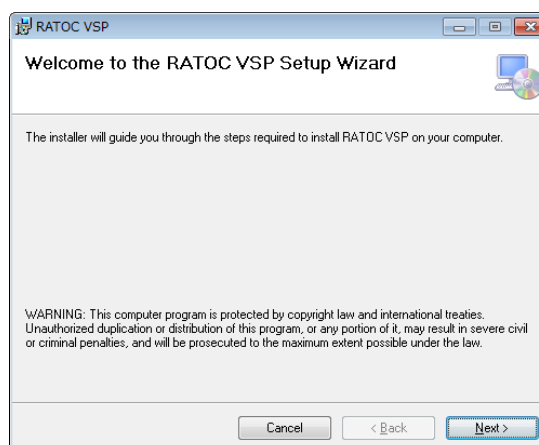 RATOC VSP
Welcome to the RATOC VSP Setup Wizard
The installer will guide you through the steps required to install RATOC VSP on your computer.
WARNING: This computer program is protected by copyright law and international treaties.
Unauthorized duplication or distribution of this program, or any portion of it, may result in severe civil
or criminal penalties, and will be prosecuted to the maximum extent possible under the law.
Cancel
< Back
Next >